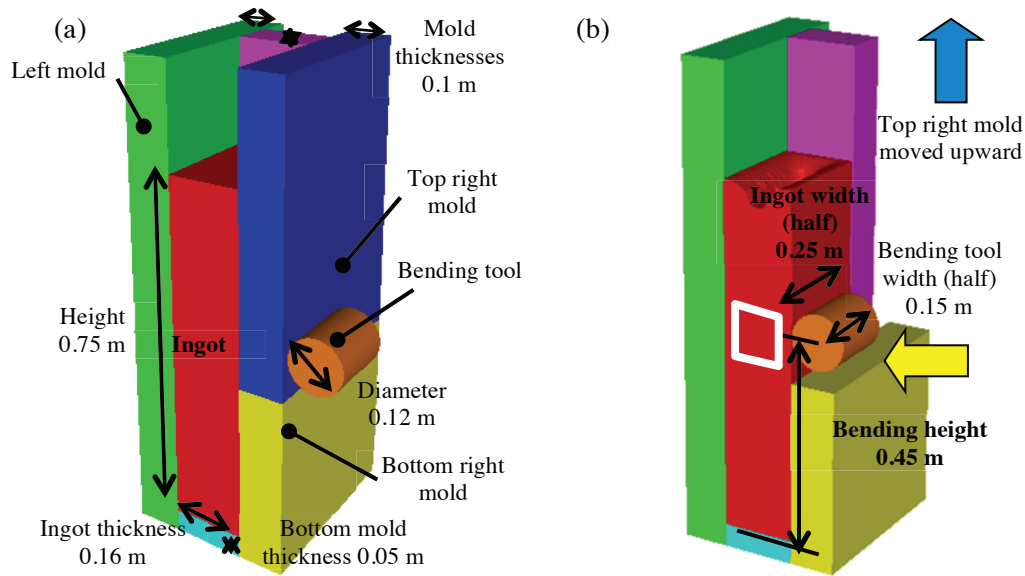 (a)
Left mold
Mold
thicknesses
0.1 m
Top right
mold
Bending tool
Height
0.75 m
Ingot
Diameter
0.12 m
Bottom right
mold
Ingot thickness
0.16 m
Bottom mold
thickness 0.05 m
(b)
Top right mold
moved upward
Ingot width
(half)
0.25 m
Bending tool
width (half)
0.15 m
Bending height
0.45 m